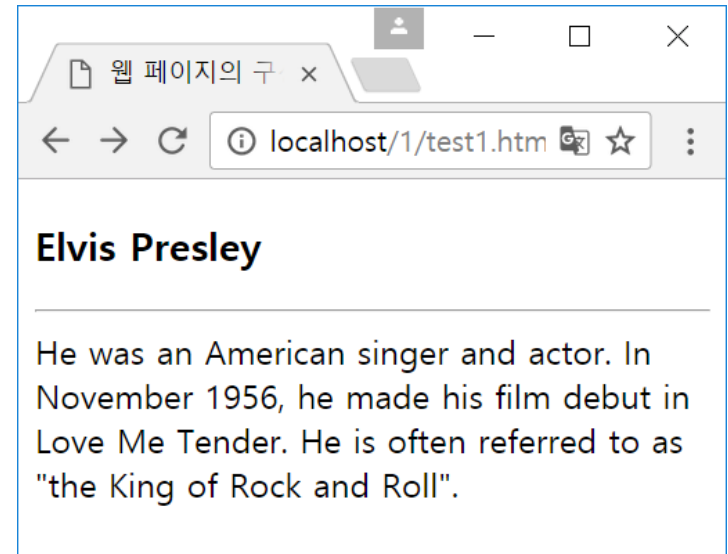 웹 페이지의 구
localhost/1/test1.htm
Elvis Presley
He was an American singer and actor. In
November 1956, he made his film debut in
Love Me Tender. He is often referred to as
"the King of Rock and Roll".